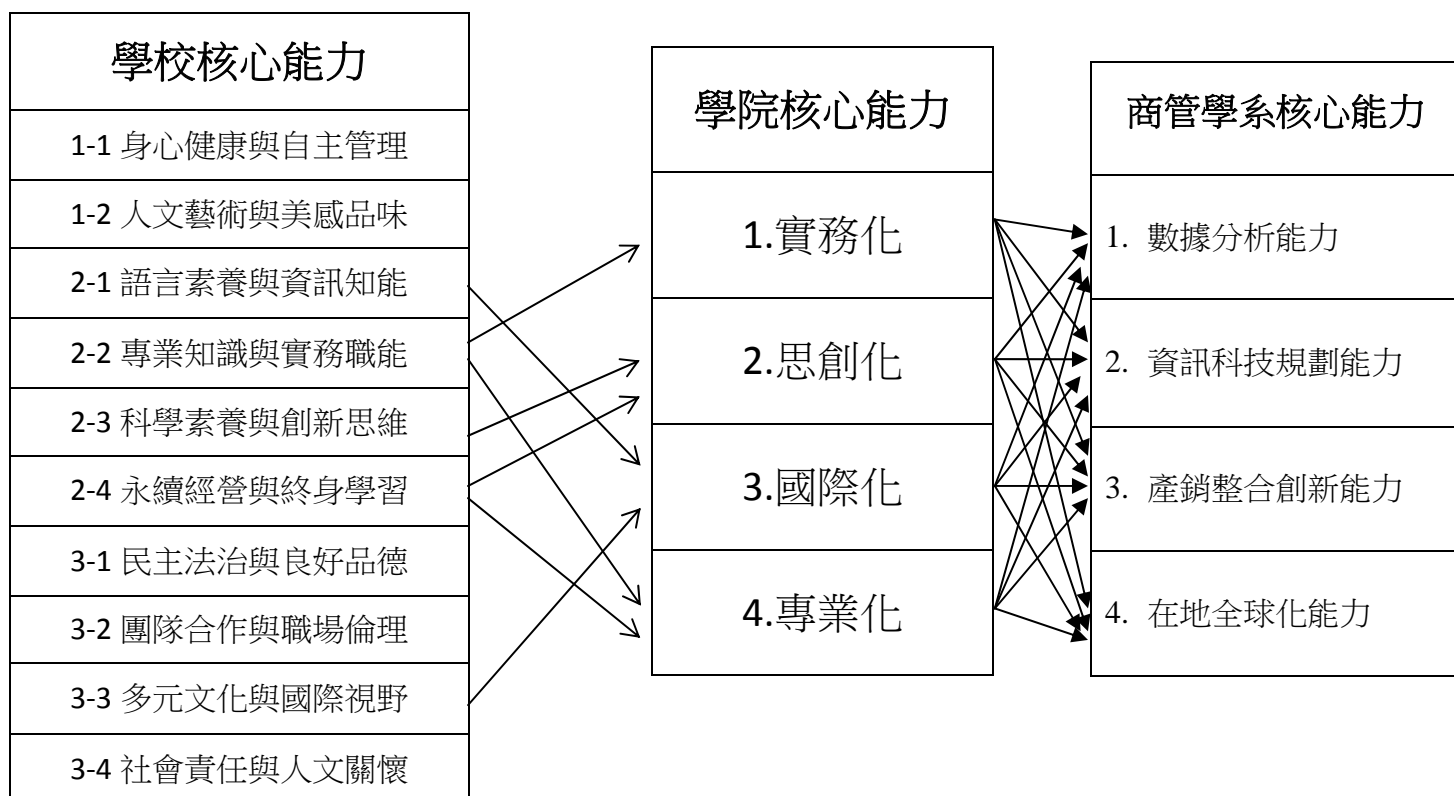 學校核心能力
1-1 身心健康與自主管理
1-2 人文藝術與美感品味
2-1 語言素養與資訊知能
2-2 專業知識與實務職能
2-3 科學素養與創新思維
2-4 永續經營與終身學習
3-1 民主法治與良好品德
3-2 團隊合作與職場倫理
3-3 多元文化與國際視野
3-4 社會責任與人文關懷
學院核心能力
1.實務化
2.思創化
3.國際化
4.專業化
商管學系核心能力
1. 數據分析能力
2. 資訊科技規劃能力
3. 產銷整合創新能力
4. 在地全球化能力